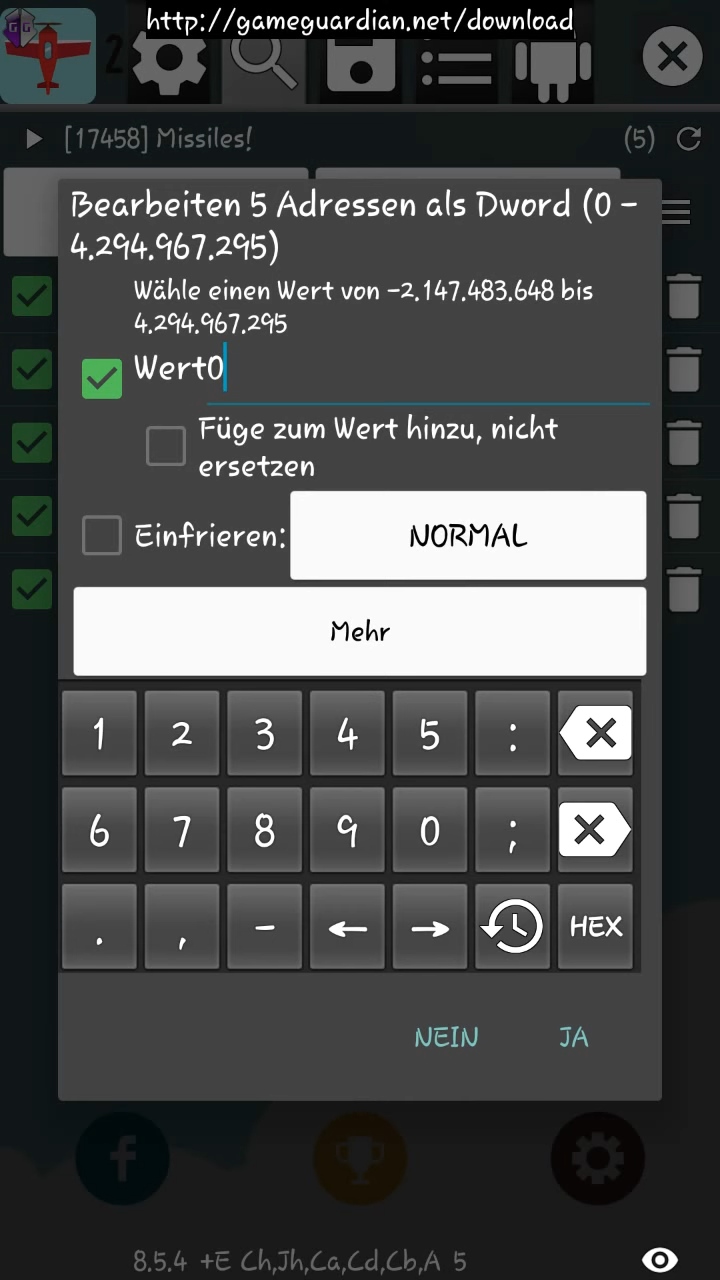 http://gameguardian.net/download
GG
2
[17458] Missiles!
(5)
Bearbeiten 5 Adressen als Dword (0 -
4.294.967.295)
Wähle einen Wert von -2.147.483.648 bis
4.294.967.295
Wert0
Füge zum Wert hinzu, nicht
ersetzen
Einfrieren: NORMAL
Mehr
1 2 3 4 5 :
6 7 8 9 0 ;
. , - ← → HEX
NEIN JA
f
8.5.4 +E Ch,Jh,Ca,Cd,Cb,A 5